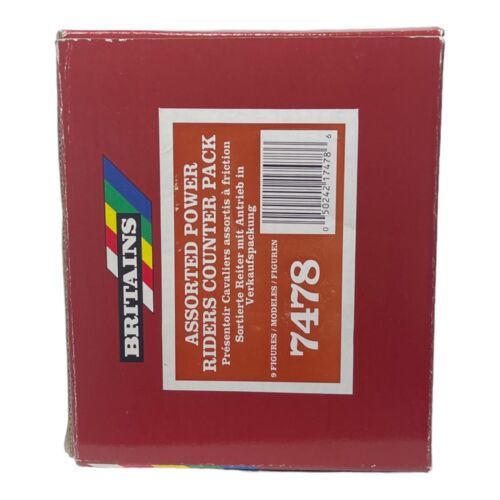 BRITAINS
ASSORTED POWER
RIDERS COUNTER PACK
Présentoir Cavaliers assortis à friction
Sortierte Reiter mit Antrieb in
Verkaufspackung
9 FIGURES / MODELES / FIGUREN
7478
0 50242 17478 6